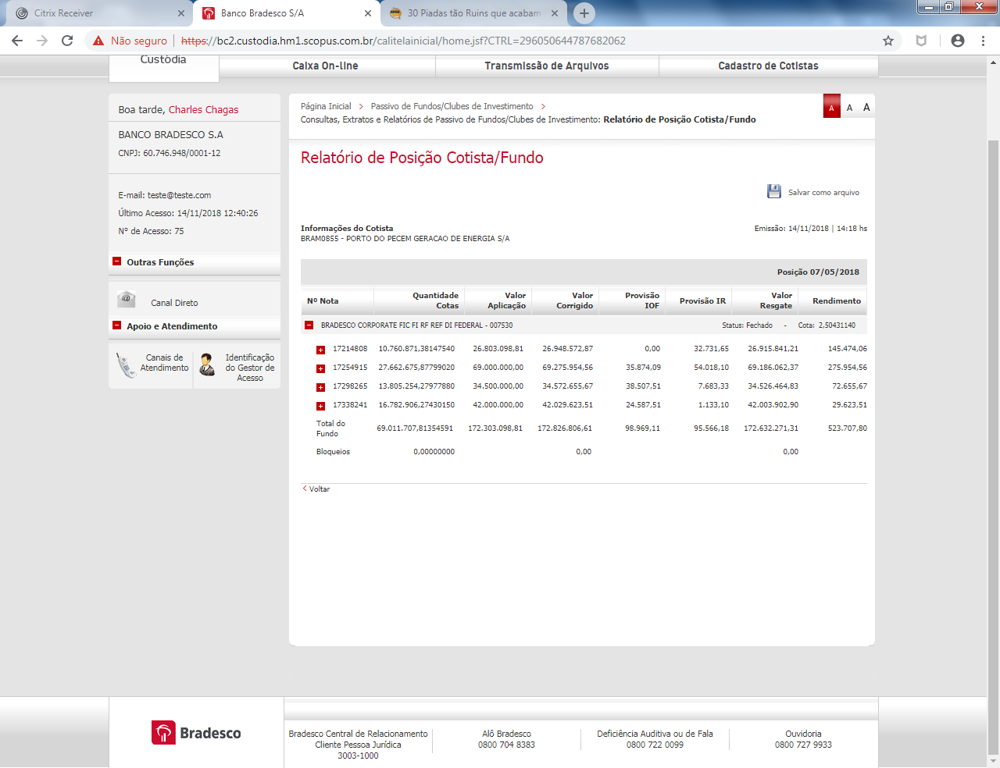 Citrix Receiver
Banco Bradesco S/A
30 Piadas tão Ruins que acabam
Não seguro
https://bc2.custodia.hm1.scopus.com.br/calitelainicial/home.jsf?CTRL=296050644787682062
Custódia
Caixa On-line
Transmissão de Arquivos
Cadastro de Cotistas
Boa tarde, Charles Chagas
BANCO BRADESCO S.A
CNPJ: 60.746.948/0001-12
E-mail: teste@teste.com
Último Acesso: 14/11/2018 12:40:26
Nº de Acesso: 75
Outras Funções
Canal Direto
Apoio e Atendimento
Canais de
Atendimento
Identificação
do Gestor de
Acesso
Página Inicial > Passivo de Fundos/Clubes de Investimento >
Consultas, Extratos e Relatórios de Passivo de Fundos/Clubes de Investimento: Relatório de Posição Cotista/Fundo
A A A
Relatório de Posição Cotista/Fundo
Salvar como arquivo
Informações do Cotista
Emissão: 14/11/2018 | 14:18 hs
BRAM0855 - PORTO DO PECEM GERACAO DE ENERGIA S/A
Posição 07/05/2018
Nº Nota Quantidade Cotas Valor Aplicação Valor Corrigido Provisão IOF Provisão IR Valor Resgate Rendimento
BRADESCO CORPORATE FIC FI RF REF DI FEDERAL - 007530 Status: Fechado - Cota: 2,50431140
17214808 10.760.871,38147540 26.803.098,81 26.948.572,87 0,00 32.731,65 26.915.841,21 145.474,06
17254915 27.662.675,87799020 69.000.000,00 69.275.954,56 35.874,09 54.018,10 69.186.062,37 275.954,56
17298265 13.805.254,27977880 34.500.000,00 34.572.655,67 38.507,51 7.683,33 34.526.464,83 72.655,67
17338241 16.782.906,27430150 42.000.000,00 42.029.623,51 24.587,51 1.133,10 42.003.902,90 29.623,51
Total do Fundo 69.011.707,81354591 172.303.098,81 172.826.806,61 98.969,11 95.566,18 172.632.271,31 523.707,80
Bloqueios 0,00000000 0,00 0,00
< Voltar
Bradesco
Bradesco Central de Relacionamento
Cliente Pessoa Jurídica
3003-1000
Alô Bradesco
0800 704 8383
Deficiência Auditiva ou de Fala
0800 722 0099
Ouvidoria
0800 727 9933